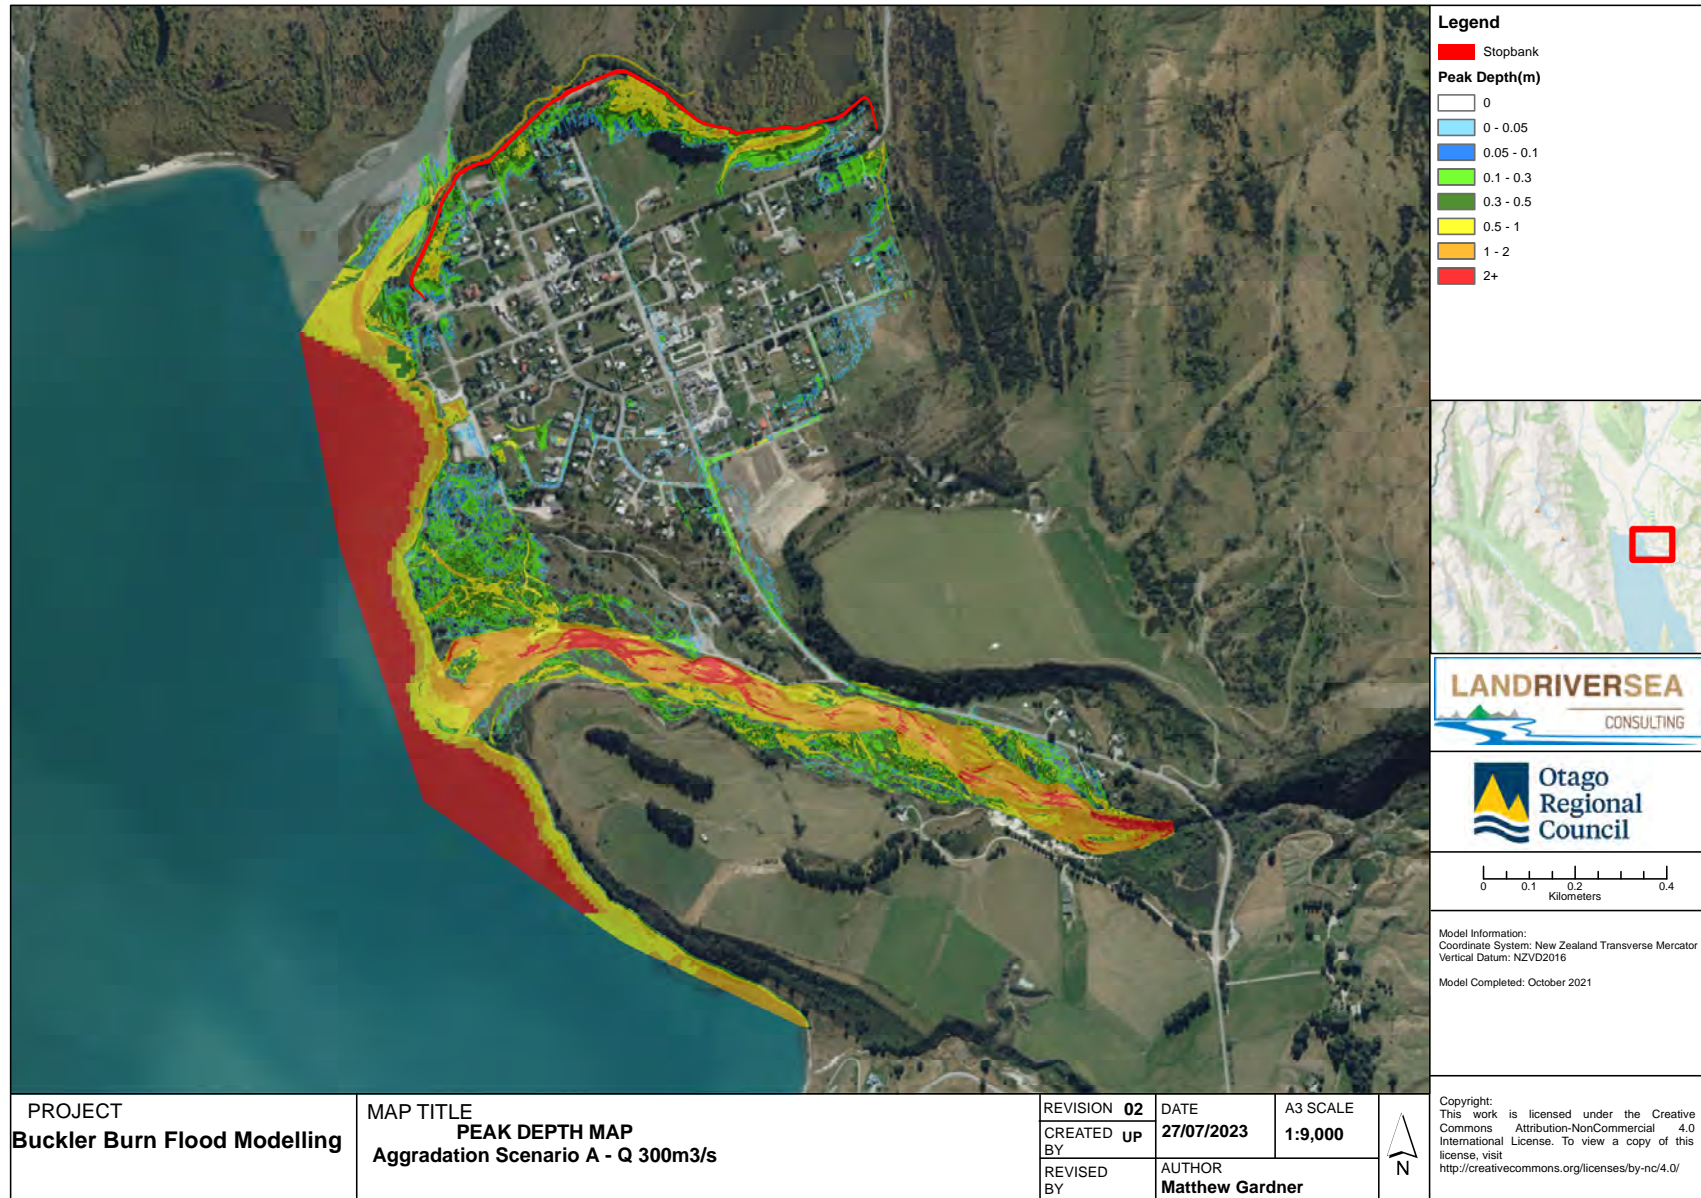 Legend
Stopbank
Peak Depth(m)
0
0 - 0.05
0.05 - 0.1
0.1 - 0.3
0.3 - 0.5
0.5 - 1
1 - 2
2+
LANDRIVERSEA
CONSULTING
Otago
Regional
Council
0 0.1 0.2 0.4
Kilometers
Model Information:
Coordinate System: New Zealand Transverse Mercator
Vertical Datum: NZVD2016
Model Completed: October 2021
Copyright:
This work is licensed under the Creative
Commons Attribution-NonCommercial 4.0
International License. To view a copy of this
license, visit
http://creativecommons.org/licenses/by-nc/4.0/
PROJECT
Buckler Burn Flood Modelling
MAP TITLE
PEAK DEPTH MAP
Aggradation Scenario A - Q 300m3/s
REVISION 02
CREATED BY UP
REVISED BY
DATE
27/07/2023
A3 SCALE
1:9,000
AUTHOR
Matthew Gardner
N